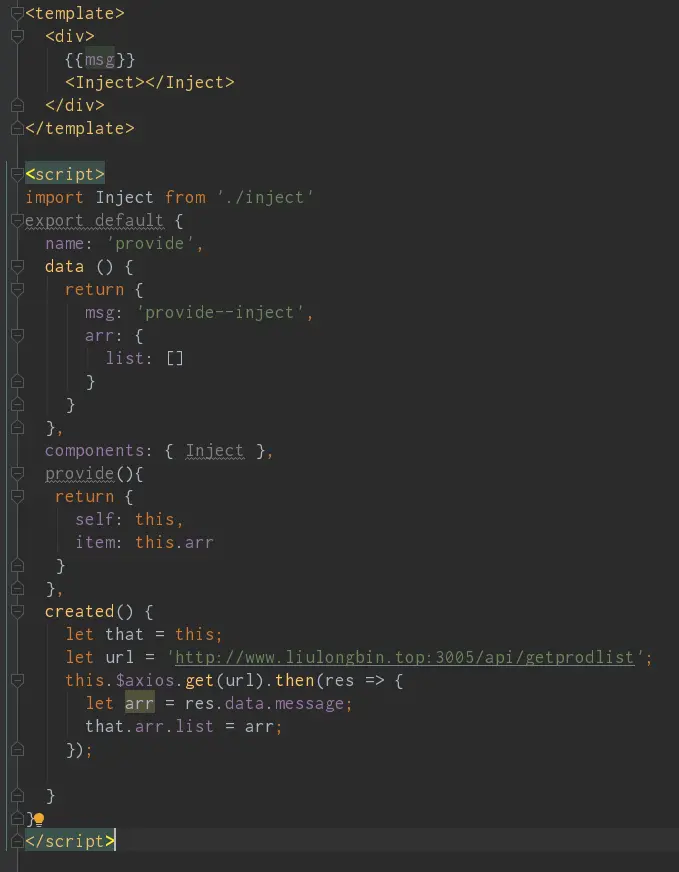 <template>
  <div>
    {{msg}}
    <Inject></Inject>
  </div>
</template>

<script>
import Inject from './inject'
export default {
  name: 'provide',
  data () {
    return {
      msg: 'provide--inject',
      arr: {
        list: []
      }
    }
  },
  components: { Inject },
  provide(){
   return {
     self: this,
     item: this.arr
   }
  },
  created() {
    let that = this;
    let url = 'http://www.liulongbin.top:3005/api/getprodlist';
    this.$axios.get(url).then(res => {
      let arr = res.data.message;
      that.arr.list = arr;
    });

  }
}
</script>